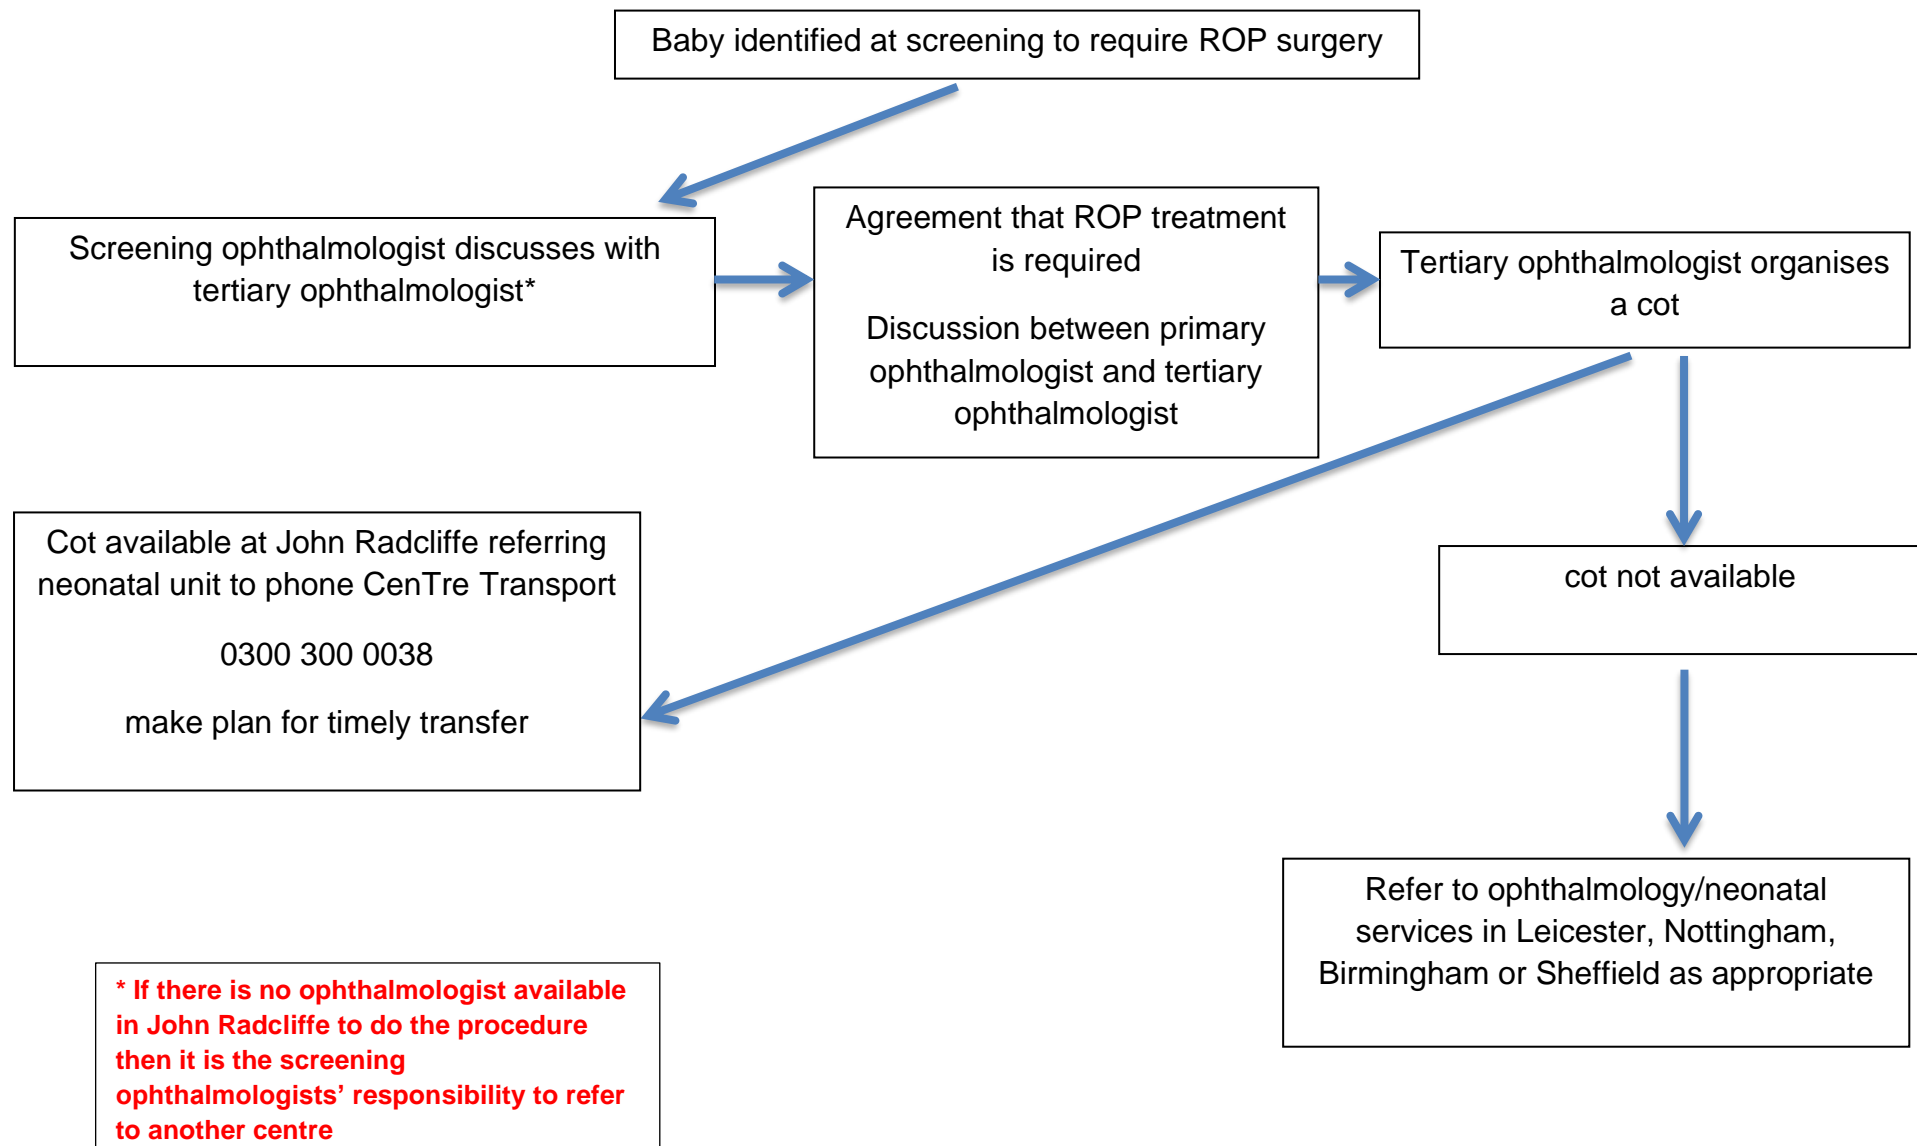 Baby identified at screening to require ROP surgery
Screening ophthalmologist discusses with
tertiary ophthalmologist*
Agreement that ROP treatment
is required
Discussion between primary
ophthalmologist and tertiary
ophthalmologist
Tertiary ophthalmologist organises
a cot
Cot available at John Radcliffe referring
neonatal unit to phone CenTre Transport
0300 300 0038
make plan for timely transfer
cot not available
Refer to ophthalmology/neonatal
services in Leicester, Nottingham,
Birmingham or Sheffield as appropriate
* If there is no ophthalmologist available
in John Radcliffe to do the procedure
then it is the screening
ophthalmologists’ responsibility to refer
to another centre